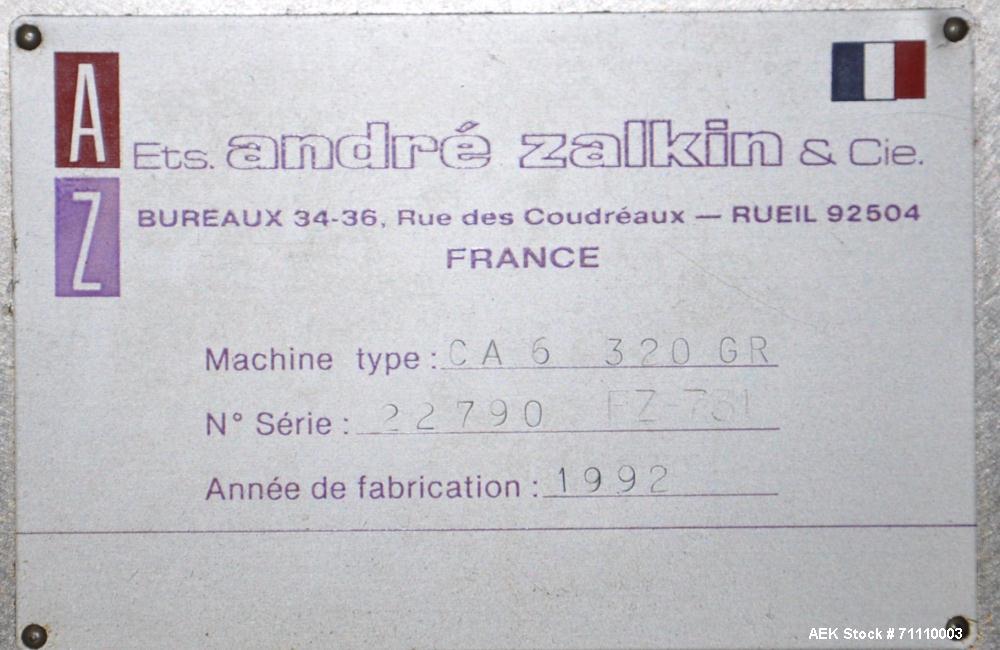 A
Z
Ets. andré zalkin & Cie.
BUREAUX 34-36, Rue des Coudréaux — RUEIL 92504
FRANCE
Machine type : CA 6 320 GR
N° Série : 22790
Année de fabrication : 1992
AEK Stock # 71110003